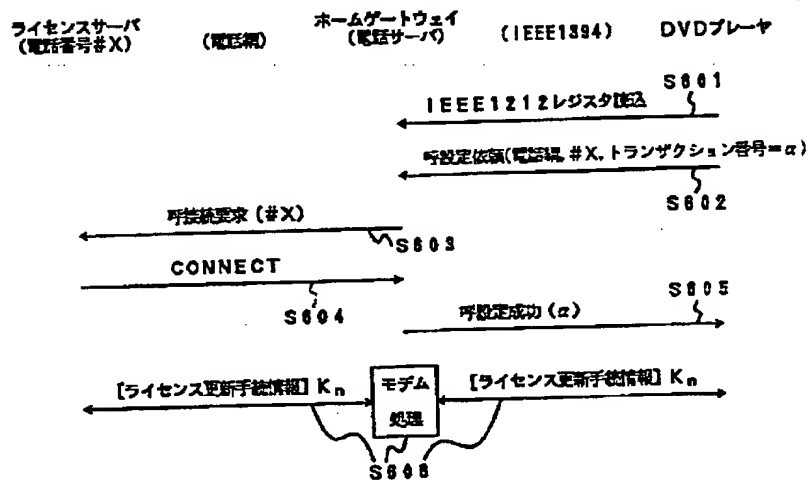 ライセンスサーバ
(電話番号#X)
(電話網)
ホームゲートウェイ
(電話サーバ)
(IEEE1394)
DVDプレーヤ
S601
IEEE1212レジスタ読込
呼設定依頼(電話網, #X, トランザクション番号=α)
S602
呼接続要求(#X)
S603
CONNECT
S604
S605
呼設定成功(α)
[ライセンス更新手続情報] Kn
モデム
処理
[ライセンス更新手続情報] Kn
S606